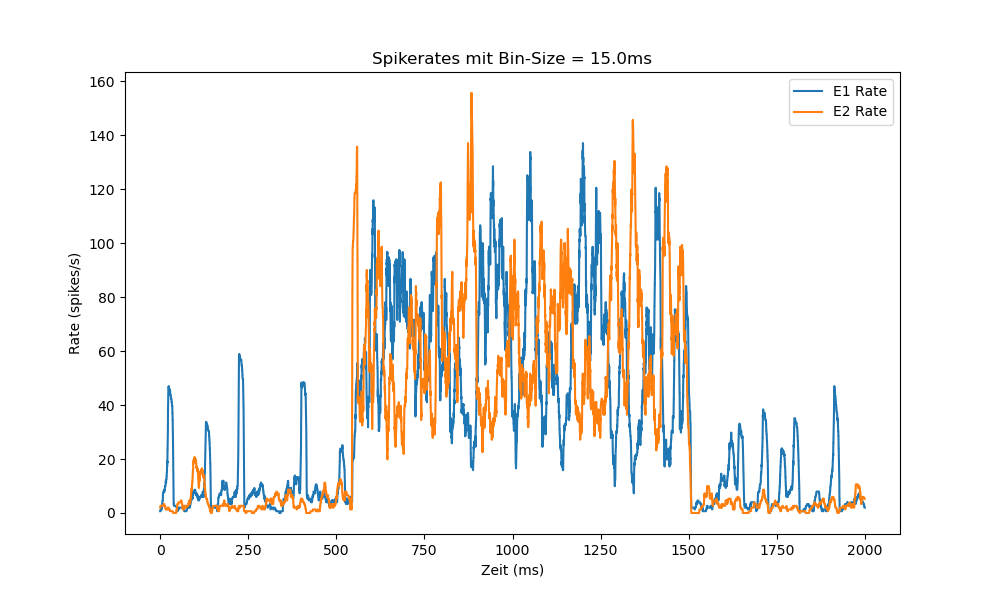 Spikerates mit Bin-Size = 15.0ms
E1 Rate
E2 Rate
Rate (spikes/s)
160
140
120
100
80
60
40
20
0
0 250 500 750 1000 1250 1500 1750 2000
Zeit (ms)